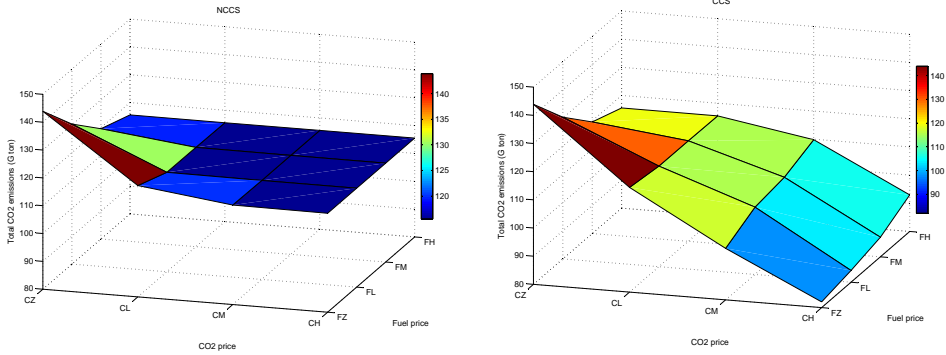 NCCS
150
140
130
120
110
100
90
80
Total CO2 emissions (G ton)
CZ
CL
CM
CH
CO2 price
FZ
FL
FM
FH
Fuel price
140
135
130
125
120
CCS
150
140
130
120
110
100
90
80
Total CO2 emissions (G ton)
CZ
CL
CM
CH
CO2 price
FZ
FL
FM
FH
Fuel price
140
130
120
110
100
90